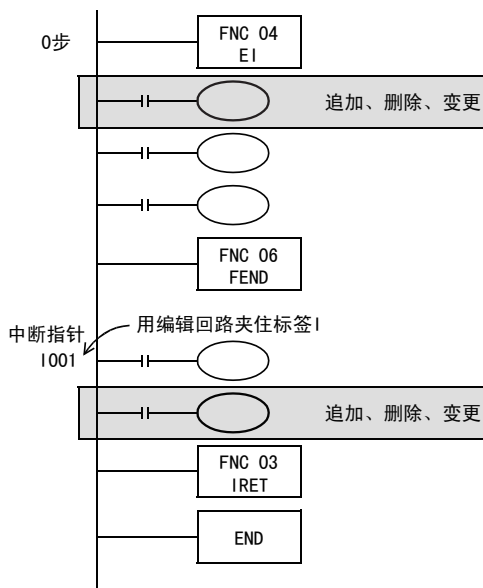 0步
FNC 04
EI
追加、删除、变更
FNC 06
FEND
中断指针
I001
用编辑回路夹住标签I
追加、删除、变更
FNC 03
IRET
END